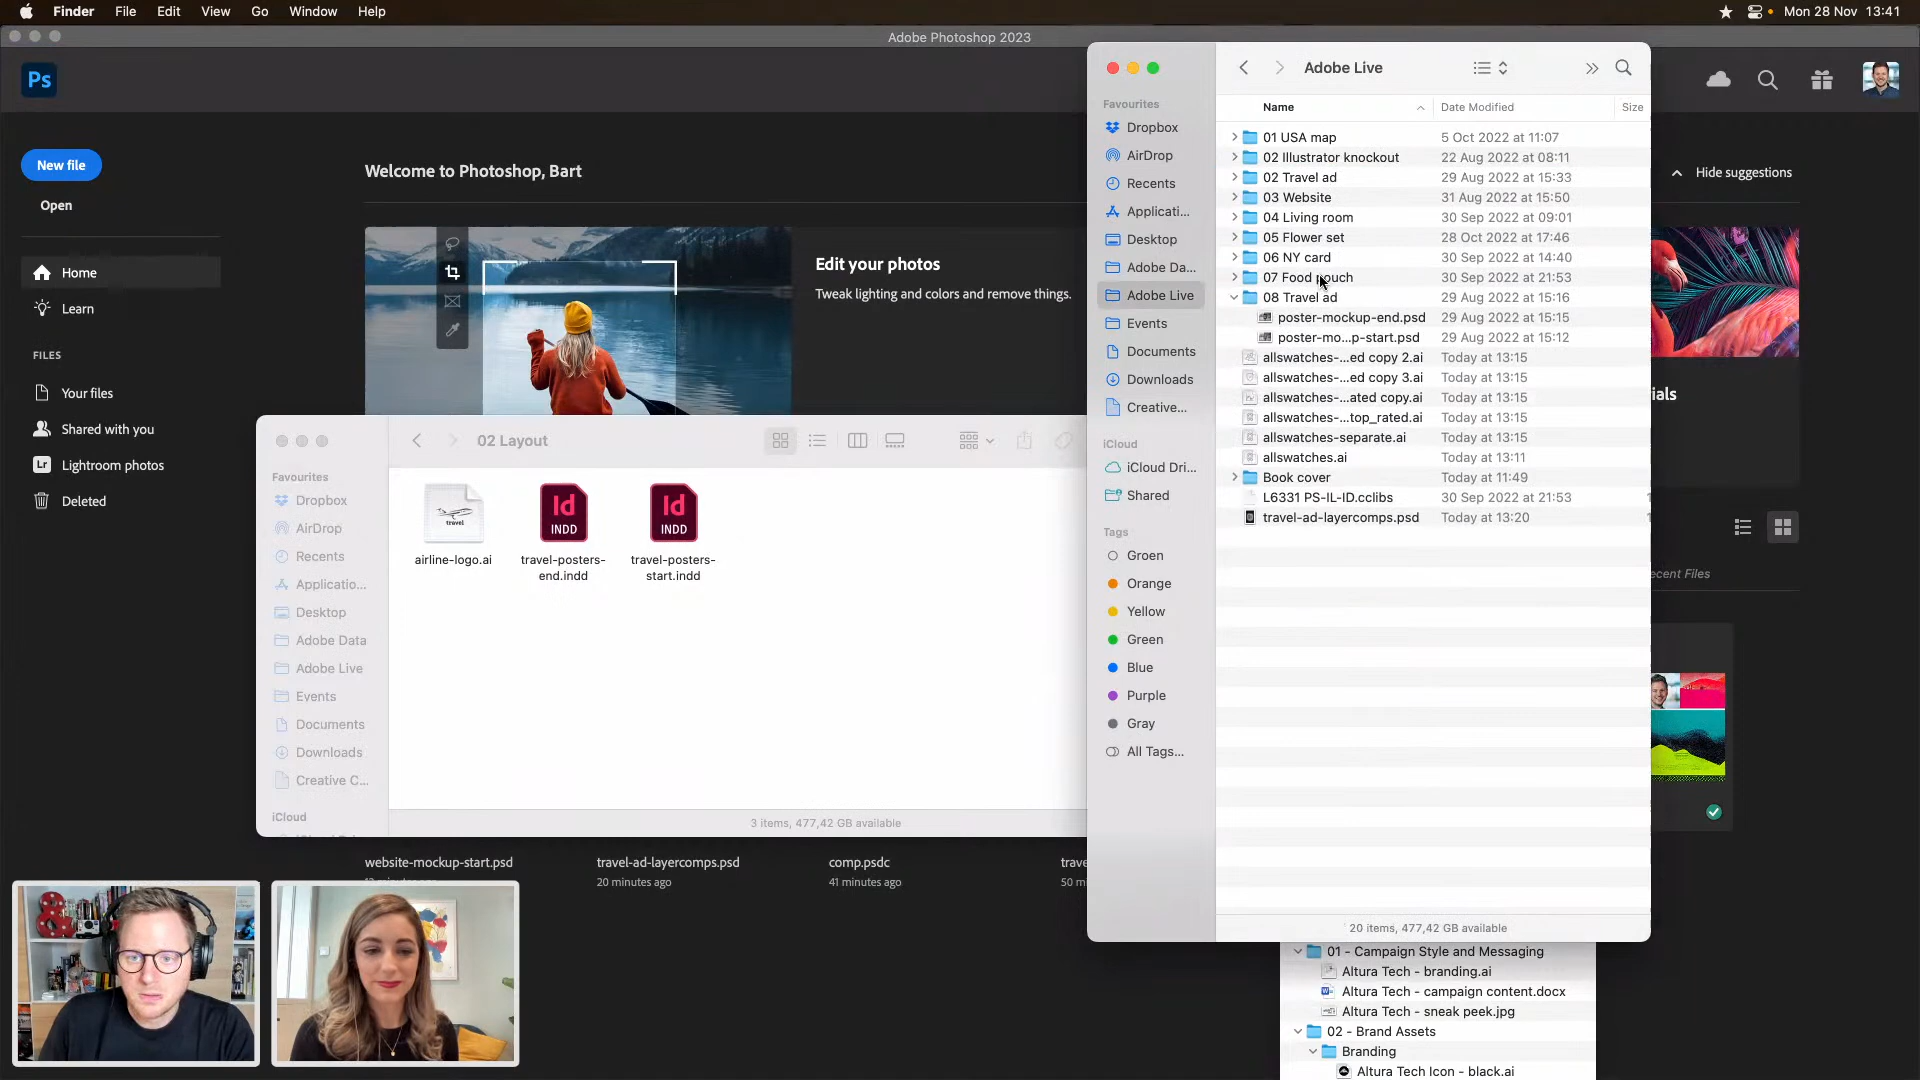 Finder File Edit View Go Window Help
Mon 28 Nov 13:41
Adobe Photoshop 2023
Ps
New file
Open
Home
Learn
FILES
Your files
Shared with you
Lr Lightroom photos
Deleted
Welcome to Photoshop, Bart
Hide suggestions
Edit your photos
Tweak lighting and colors and remove things.
ials
ecent Files
website-mockup-start.psd
travel-ad-layercomps.psd
20 minutes ago
comp.psdc
41 minutes ago
trave
50 m
02 Layout
Favourites
Dropbox
AirDrop
Recents
Applicatio...
Desktop
Adobe Data
Adobe Live
Events
Documents
Downloads
Creative C...
iCloud
travel
airline-logo.ai
Id
INDD
travel-posters-
end.indd
Id
INDD
travel-posters-
start.indd
3 items, 477,42 GB available
Adobe Live
Favourites
Dropbox
AirDrop
Recents
Applicati...
Desktop
Adobe Da...
Adobe Live
Events
Documents
Downloads
Creative...
iCloud
iCloud Dri...
Shared
Tags
Groen
Orange
Yellow
Green
Blue
Purple
Gray
All Tags...
Name Date Modified Size
01 USA map 5 Oct 2022 at 11:07
02 Illustrator knockout 22 Aug 2022 at 08:11
02 Travel ad 29 Aug 2022 at 15:33
03 Website 31 Aug 2022 at 15:50
04 Living room 30 Sep 2022 at 09:01
05 Flower set 28 Oct 2022 at 17:46
06 NY card 30 Sep 2022 at 14:40
07 Food pouch 30 Sep 2022 at 21:53
08 Travel ad 29 Aug 2022 at 15:16
poster-mockup-end.psd 29 Aug 2022 at 15:15
poster-mo...p-start.psd 29 Aug 2022 at 15:12
allswatches-...ed copy 2.ai Today at 13:15
allswatches-...ed copy 3.ai Today at 13:15
allswatches-...ated copy.ai Today at 13:15
allswatches-...top_rated.ai Today at 13:15
allswatches-separate.ai Today at 13:15
allswatches.ai Today at 13:11
Book cover Today at 11:49
L6331 PS-IL-ID.cclibs 30 Sep 2022 at 21:53 1
travel-ad-layercomps.psd Today at 13:20 1
20 items, 477,42 GB available
01 - Campaign Style and Messaging
Altura Tech - branding.ai
Altura Tech - campaign content.docx
Altura Tech - sneak peek.jpg
02 - Brand Assets
Branding
Altura Tech Icon - black.ai